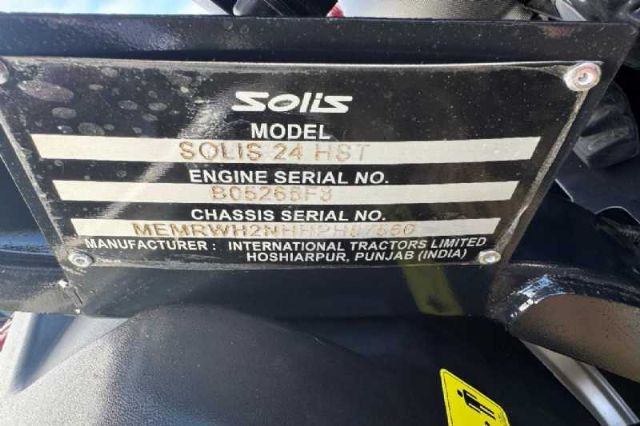 Solis
MODEL
SOLIS 24 HST
ENGINE SERIAL NO.
CHASSIS SERIAL NO.
MANUFACTURER : INTERNATIONAL TRACTORS LIMITED
HOSHIARPUR, PUNJAB (INDIA)